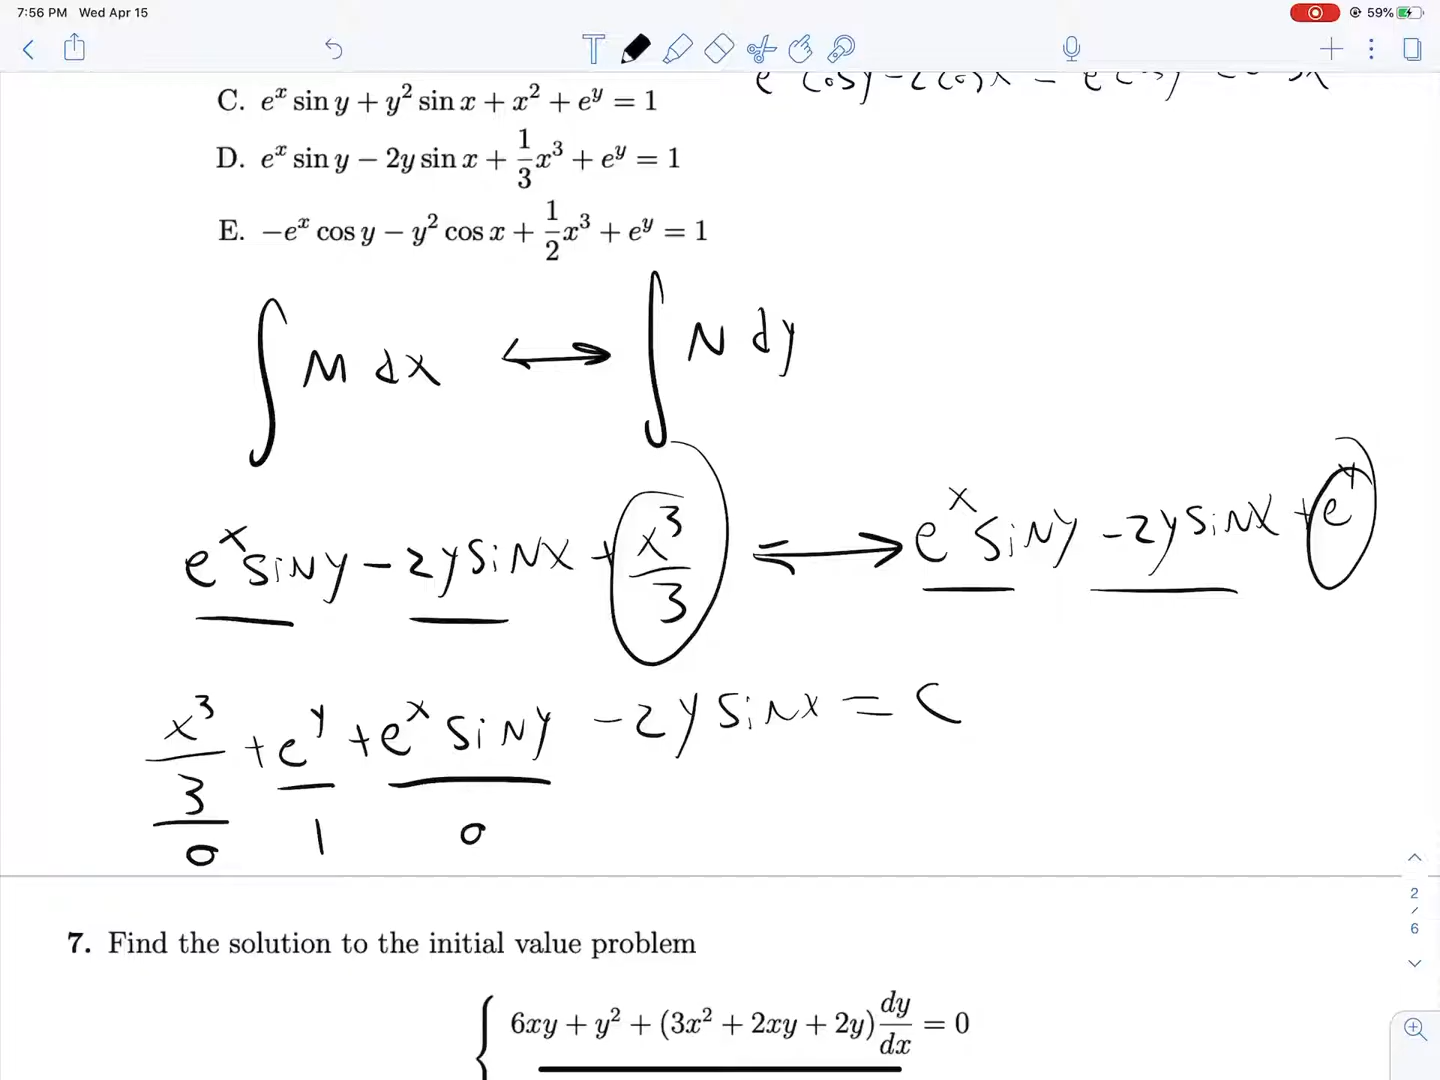 7:56 PM Wed Apr 15 59%
T
C. e^x sin y + y^2 sin x + x^2 + e^y = 1
D. e^x sin y − 2y sin x + 1/3 x^3 + e^y = 1
E. −e^x cos y − y^2 cos x + 1/2 x^3 + e^y = 1
∫ M dx ↔ ∫ N dy
e^x sin y − 2y sin x + x^3/3 ⟺ e^x sin y − 2y sin x + e^y
x^3/3 + e^y + e^x sin y − 2y sin x = C
0 1 0
2 / 6
7. Find the solution to the initial value problem
{ 6xy + y^2 + (3x^2 + 2xy + 2y) dy/dx = 0